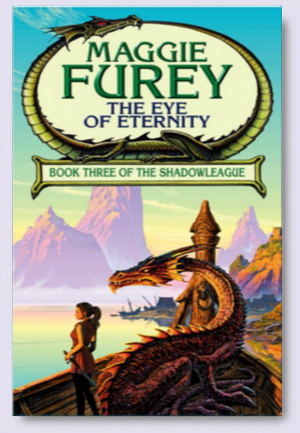 MAGGIE
FUREY
THE EYE
OF ETERNITY
BOOK THREE OF THE SHADOWLEAGUE